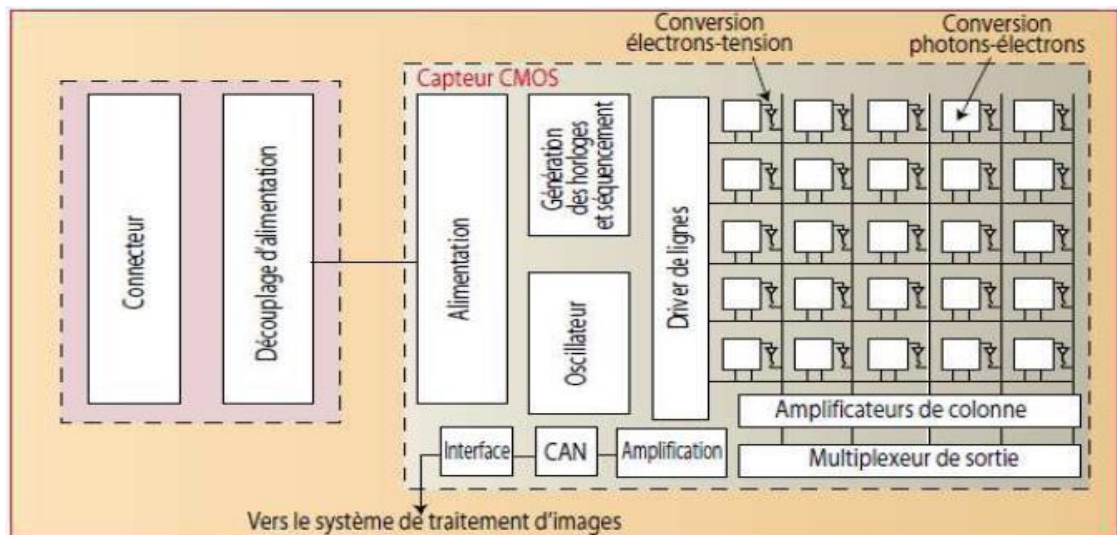 Conversion
électrons-tension
Conversion
photons-électrons
Capteur CMOS
Connecteur
Découplage d'alimentation
Alimentation
Génération
des horloges
et séquencement
Oscillateur
Driver de lignes
Amplificateurs de colonne
Interface
CAN
Amplification
Multiplexeur de sortie
Vers le système de traitement d'images